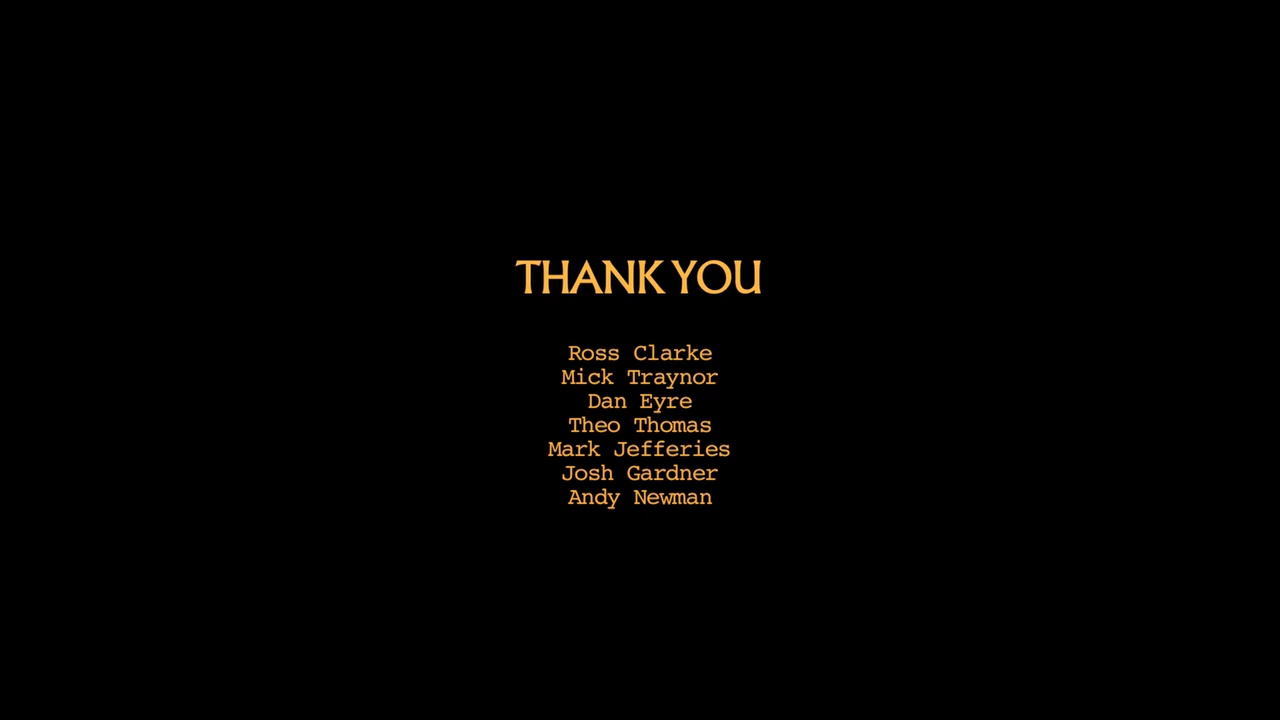 THANK YOU
Ross Clarke
Mick Traynor
Dan Eyre
Theo Thomas
Mark Jefferies
Josh Gardner
Andy Newman